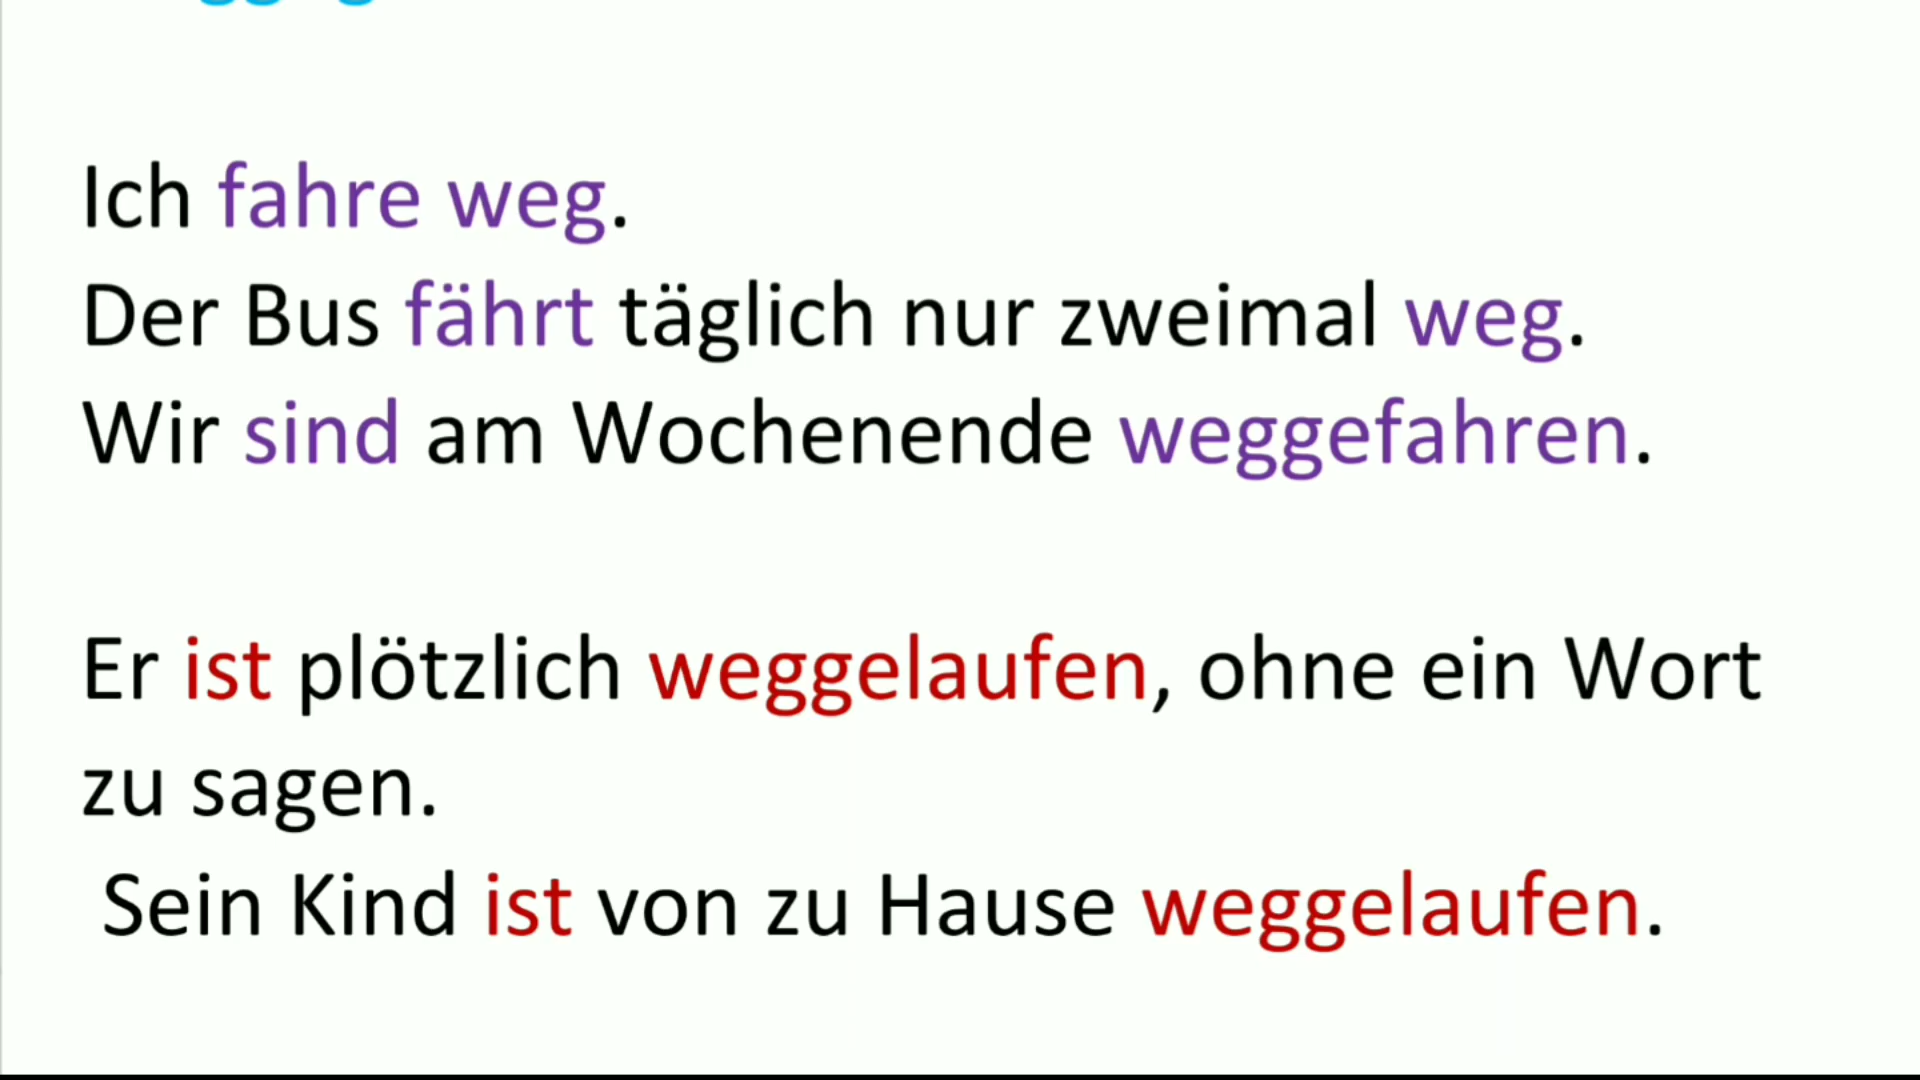 Ich fahre weg.
Der Bus fährt täglich nur zweimal weg.
Wir sind am Wochenende weggefahren.
Er ist plötzlich weggelaufen, ohne ein Wort
zu sagen.
Sein Kind ist von zu Hause weggelaufen.